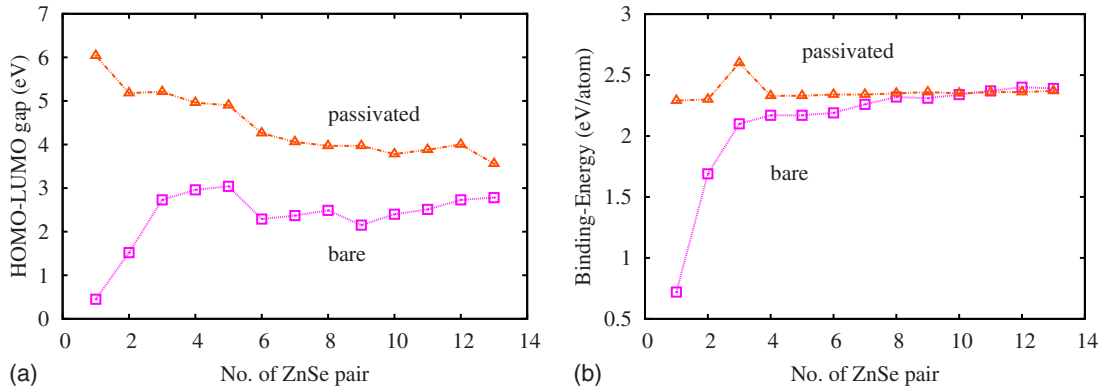 7
6
5
4
3
2
1
0
HOMO-LUMO gap (eV)
passivated
bare
0 2 4 6 8 10 12 14
No. of ZnSe pair
(a)
3
2.5
2
1.5
1
0.5
Binding-Energy (eV/atom)
passivated
bare
0 2 4 6 8 10 12 14
No. of ZnSe pair
(b)